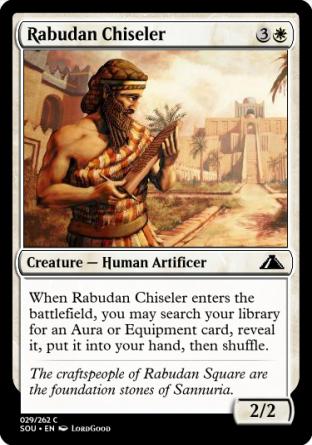 Rabudan Chiseler 3
Creature — Human Artificer
When Rabudan Chiseler enters the
battlefield, you may search your library
for an Aura or Equipment card, reveal
it, put it into your hand, then shuffle.
The craftspeople of Rabudan Square are
the foundation stones of Sannuria.
2/2
029/262 C
SOU • EN LordGood